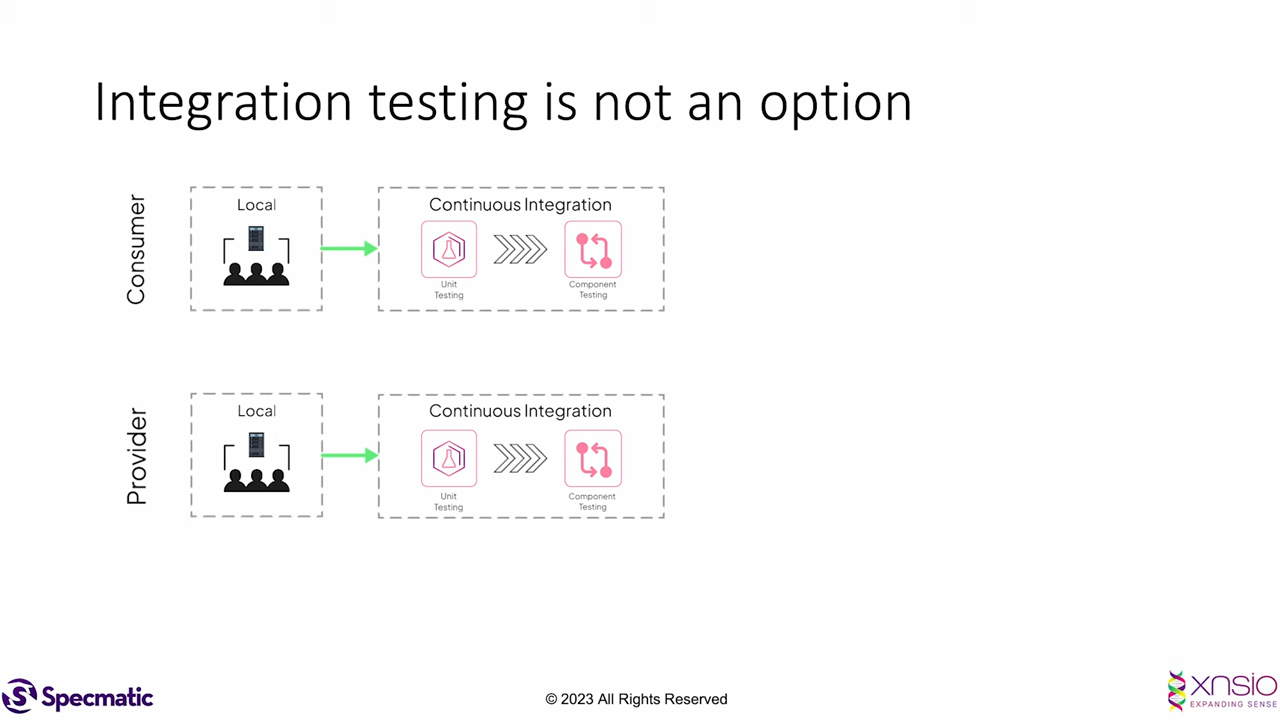 Integration testing is not an option
Consumer
Local
Continuous Integration
Unit
Testing
Component
Testing
Provider
Local
Continuous Integration
Unit
Testing
Component
Testing
Specmatic
© 2023 All Rights Reserved
xnsio
EXPANDING SENSE